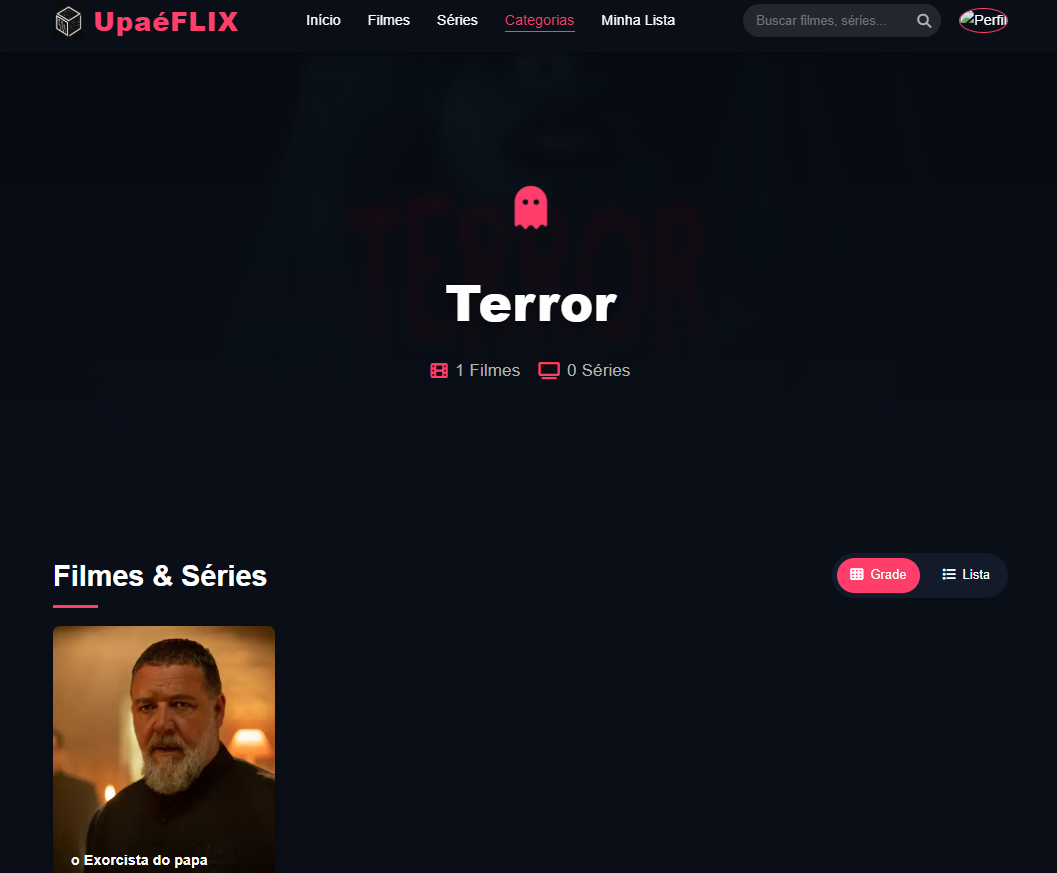 UpaéFLIX
Início Filmes Séries Categorias Minha Lista
Buscar filmes, séries...
Perfil
TERROR
Terror
1 Filmes 0 Séries
Filmes & Séries
Grade Lista
o Exorcista do papa